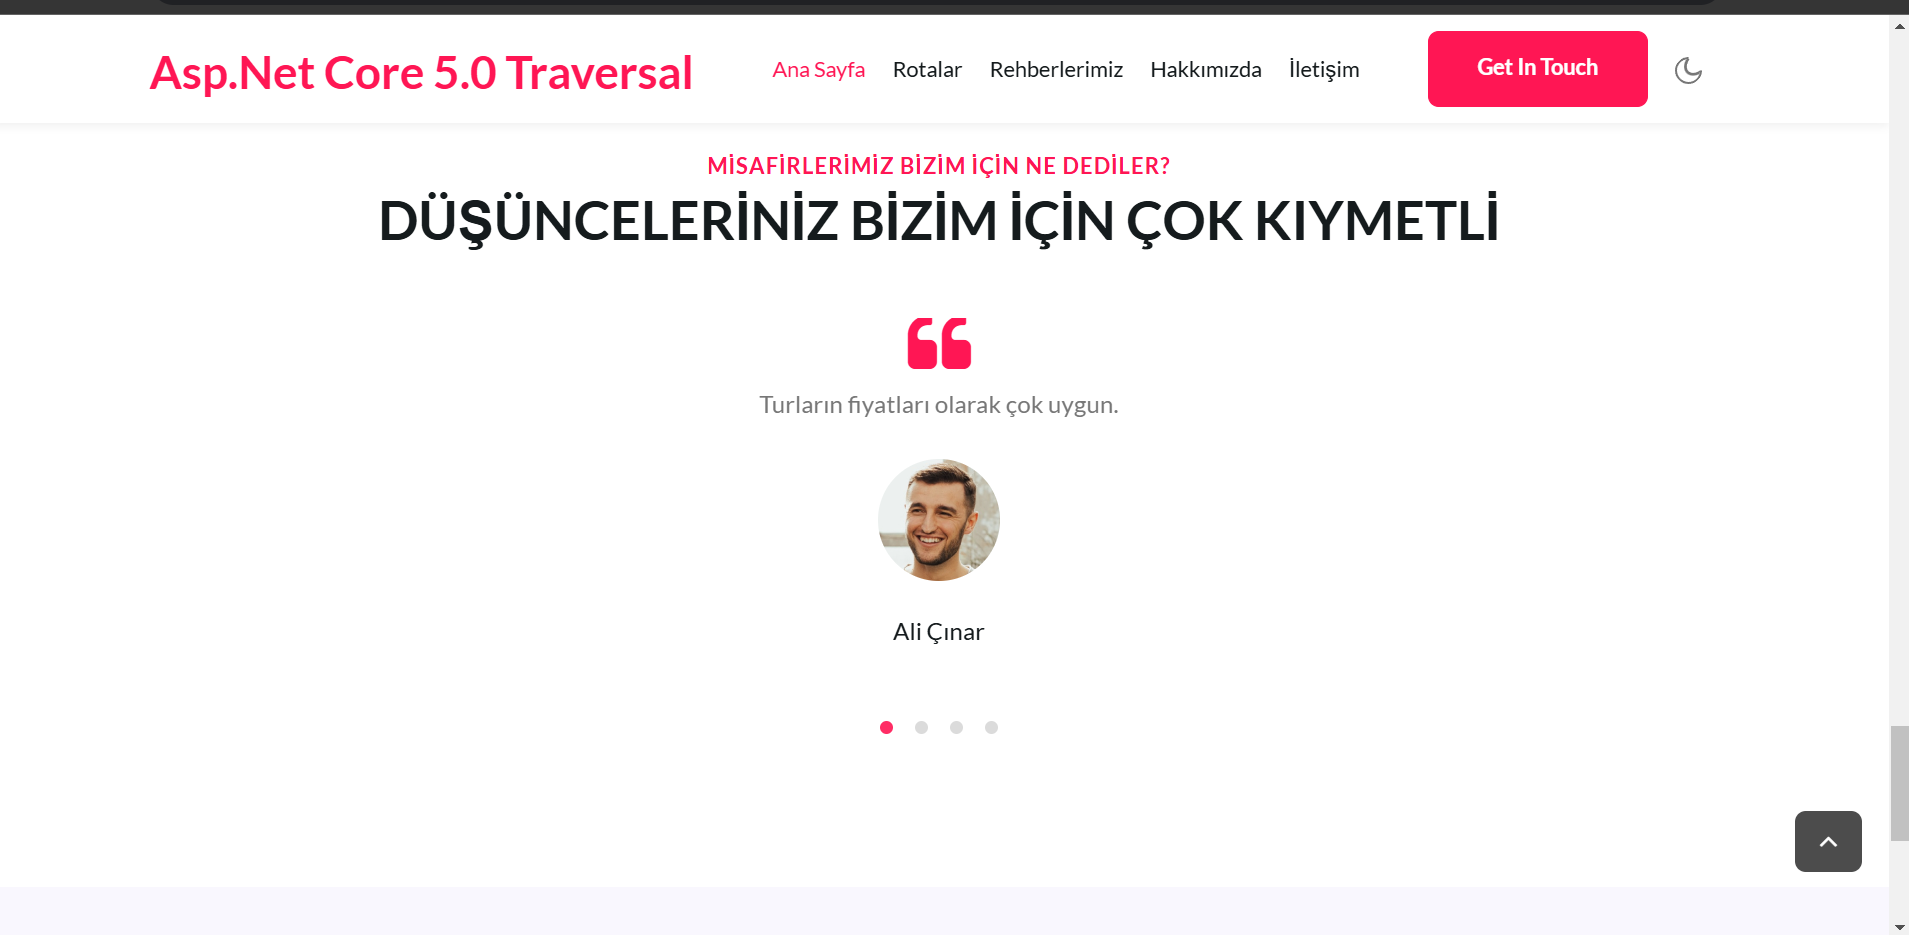 Asp.Net Core 5.0 Traversal
Ana Sayfa Rotalar Rehberlerimiz Hakkımızda İletişim
Get In Touch
MİSAFİRLERİMİZ BİZİM İÇİN NE DEDİLER?
DÜŞÜNCELERİNİZ BİZİM İÇİN ÇOK KIYMETLİ
Turların fiyatları olarak çok uygun.
Ali Çınar